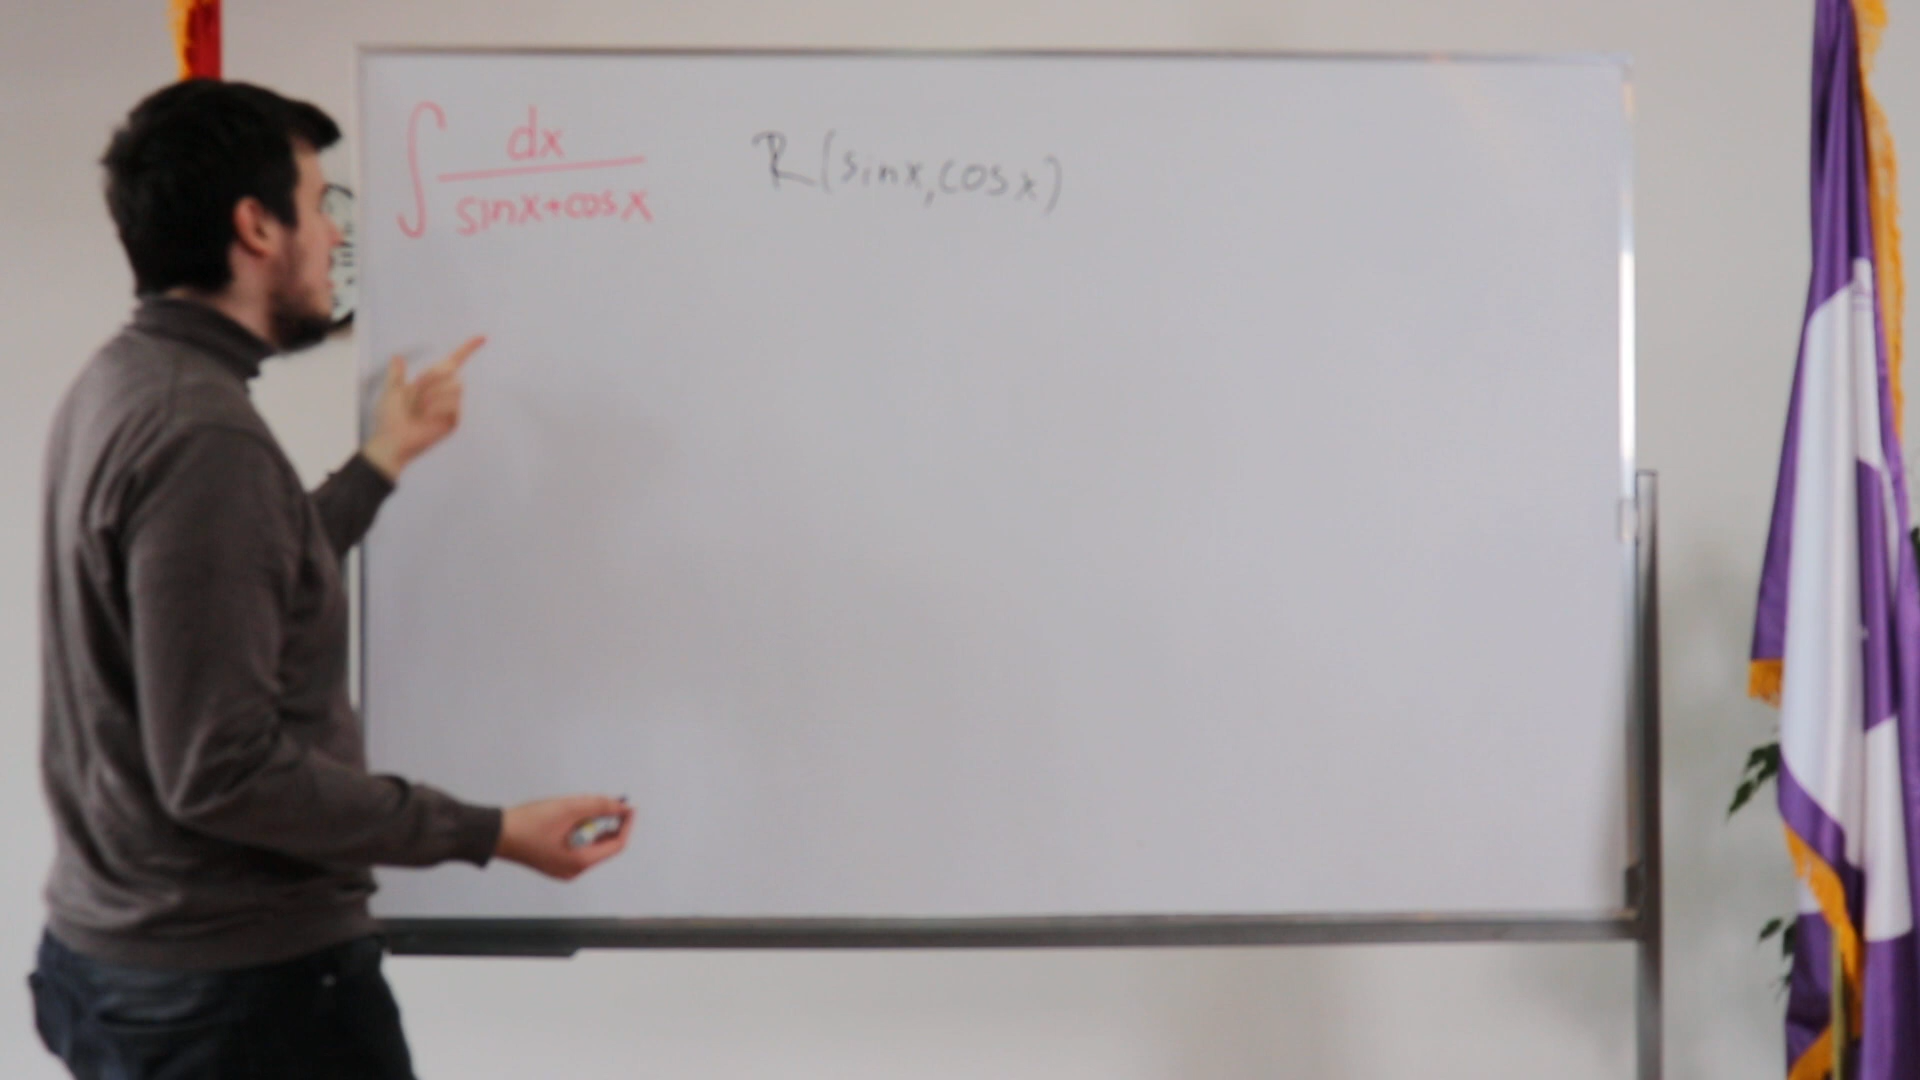 ∫ dx / (sinx+cosx)
R(sinx,cosx)